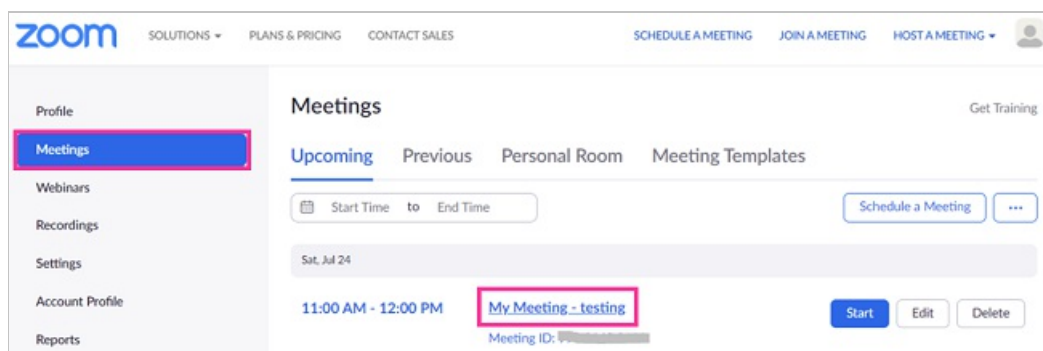 zoom SOLUTIONS PLANS & PRICING CONTACT SALES SCHEDULE A MEETING JOIN A MEETING HOST A MEETING
Profile
Meetings
Webinars
Recordings
Settings
Account Profile
Reports
Meetings Get Training
Upcoming Previous Personal Room Meeting Templates
Start Time to End Time Schedule a Meeting ...
Sat, Jul 24
11:00 AM - 12:00 PM My Meeting - testing Start Edit Delete
Meeting ID: